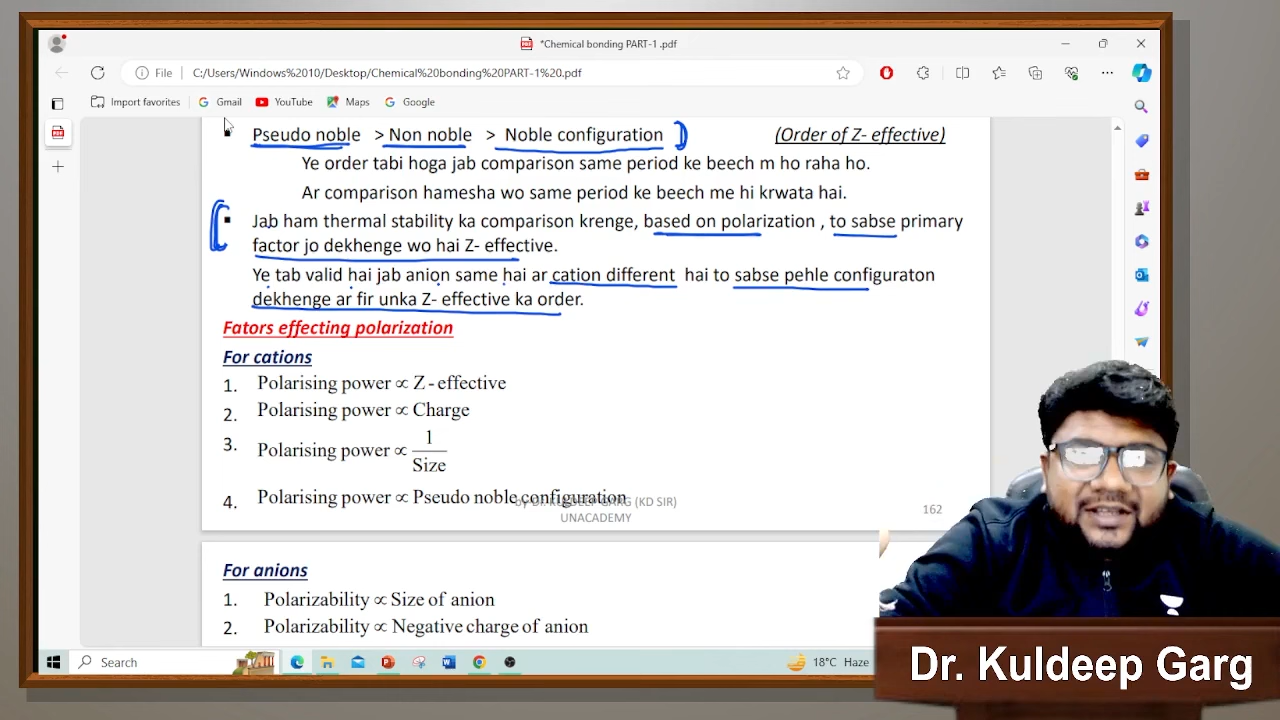 *Chemical bonding PART-1 .pdf
File
C:/Users/Windows%2010/Desktop/Chemical%20bonding%20PART-1%20.pdf
Import favorites
Gmail
YouTube
Maps
Google
Pseudo noble > Non noble > Noble configuration (Order of Z- effective)
Ye order tabi hoga jab comparison same period ke beech m ho raha ho.
Ar comparison hamesha wo same period ke beech me hi krwata hai.
Jab ham thermal stability ka comparison krenge, based on polarization , to sabse primary
factor jo dekhenge wo hai Z- effective.
Ye tab valid hai jab anion same hai ar cation different hai to sabse pehle configuraton
dekhenge ar fir unka Z- effective ka order.
Fators effecting polarization
For cations
1. Polarising power ∝ Z - effective
2. Polarising power ∝ Charge
3. Polarising power ∝ 1/Size
4. Polarising power ∝ Pseudo noble configuration
by Dr. KULDEEP GARG (KD SIR)
UNACADEMY
162
For anions
1. Polarizability ∝ Size of anion
2. Polarizability ∝ Negative charge of anion
Search
18°C Haze
Dr. Kuldeep Garg